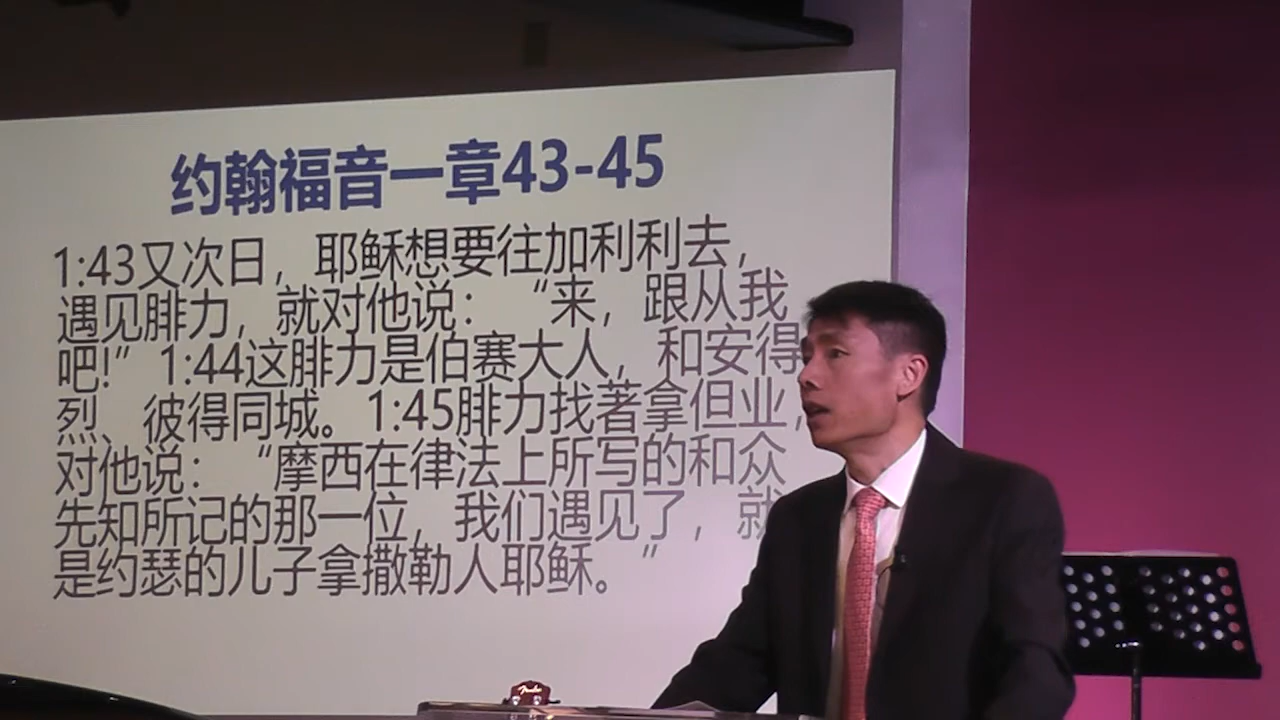 约翰福音一章43-45
1:43又次日，耶稣想要往加利利去，
遇见腓力，就对他说：“来，跟从我
吧!” 1:44这腓力是伯赛大人，和安得
烈、彼得同城。1:45腓力找著拿但业，
对他说：“摩西在律法上所写的和众
先知所记的那一位，我们遇见了，就
是约瑟的儿子拿撒勒人耶稣。”
Fender